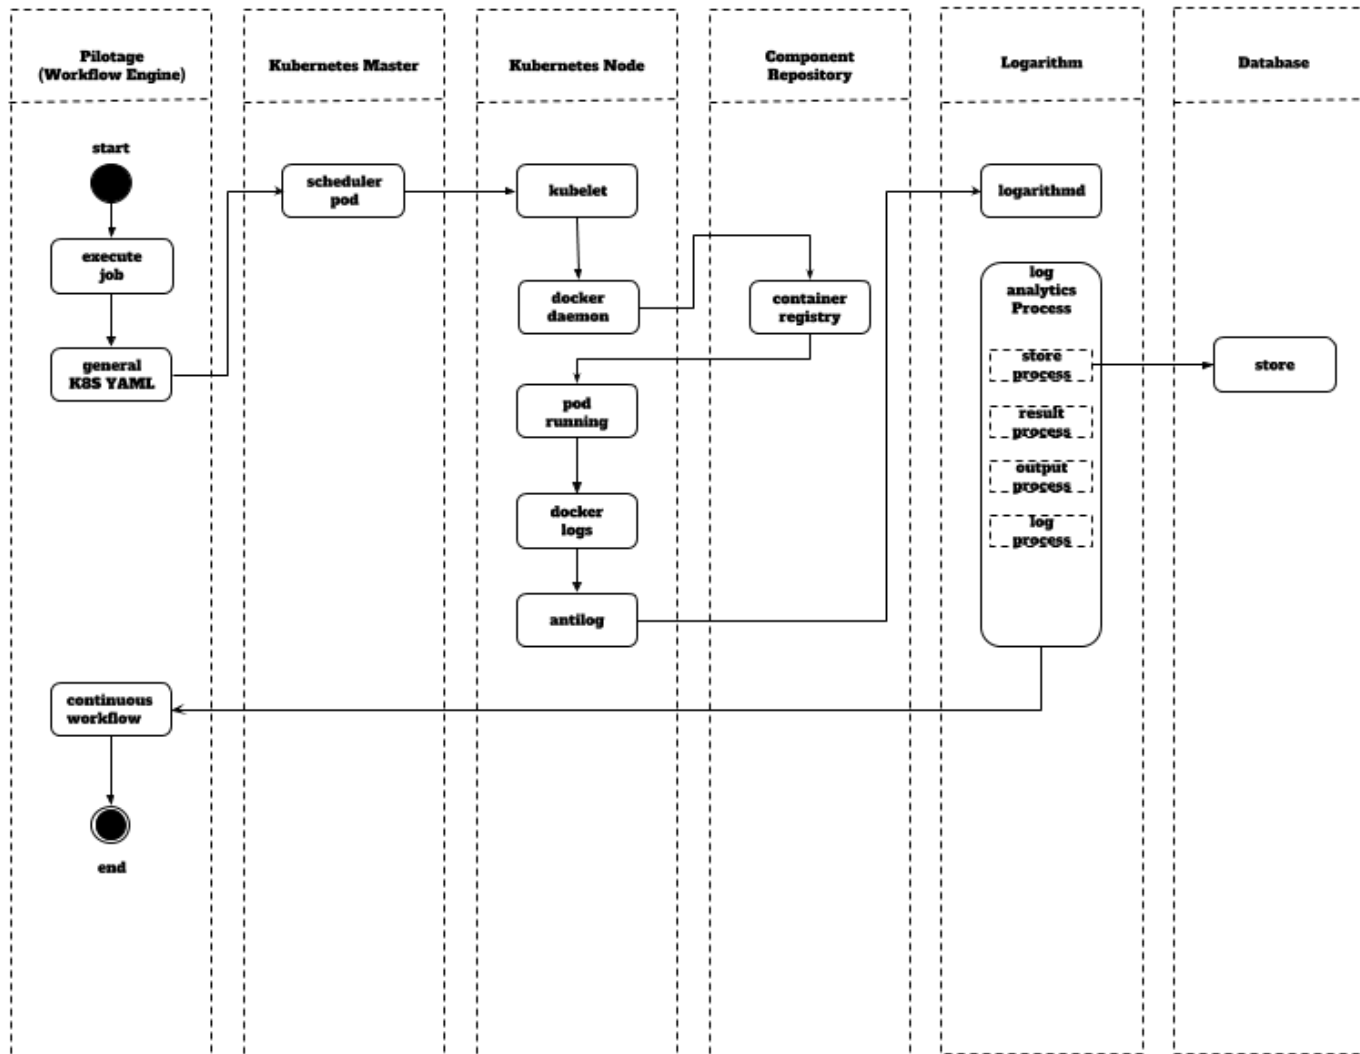 Pilotage
(Workflow Engine)
Kubernetes Master
Kubernetes Node
Component
Repository
Logarithm
Database
start
execute
job
general
K8S YAML
scheduler
pod
kubelet
docker
daemon
container
registry
pod
running
docker
logs
antilog
logarithmd
log
analytics
Process
store
process
result
process
output
process
log
process
store
continuous
workflow
end